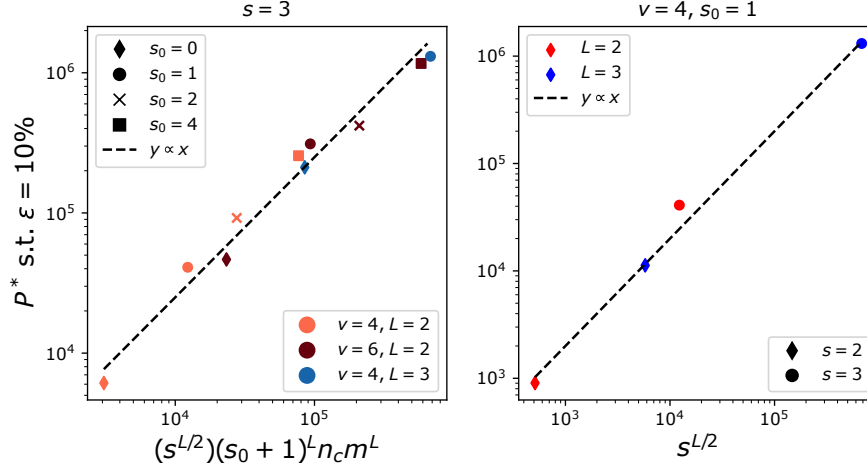 s = 3
P* s.t. ε = 10%
10⁶
10⁵
10⁴
s₀ = 0
s₀ = 1
s₀ = 2
s₀ = 4
y ∝ x
v = 4, L = 2
v = 6, L = 2
v = 4, L = 3
10⁴
10⁵
(s^{L/2})(s₀ + 1)^L n_c m^L
v = 4, s₀ = 1
10⁶
10⁵
10⁴
10³
L = 2
L = 3
y ∝ x
s = 2
s = 3
10³
10⁴
10⁵
s^{L/2}